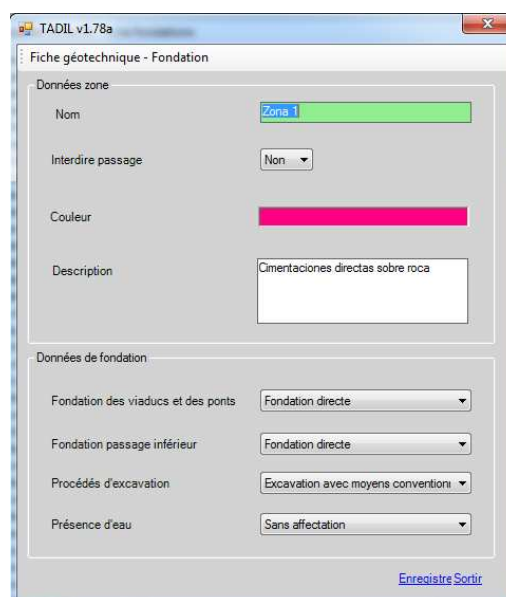 TADIL v1.78a
Fiche géotechnique - Fondation
Données zone
Nom
Zona 1
Interdire passage
Non
Couleur
Description
Cimentaciones directas sobre roca
Données de fondation
Fondation des viaducs et des ponts
Fondation directe
Fondation passage inférieur
Fondation directe
Procédés d'excavation
Excavation avec moyens convention
Présence d'eau
Sans affectation
Enregistre Sortir